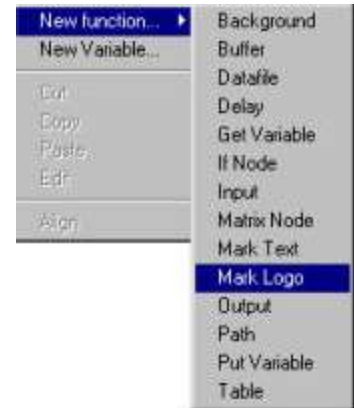 New function...
New Variable...
Cut
Copy
Paste
Edit
Align
Background
Buffer
Datafile
Delay
Get Variable
If Node
Input
Matrix Node
Mark Text
Mark Logo
Output
Path
Put Variable
Table